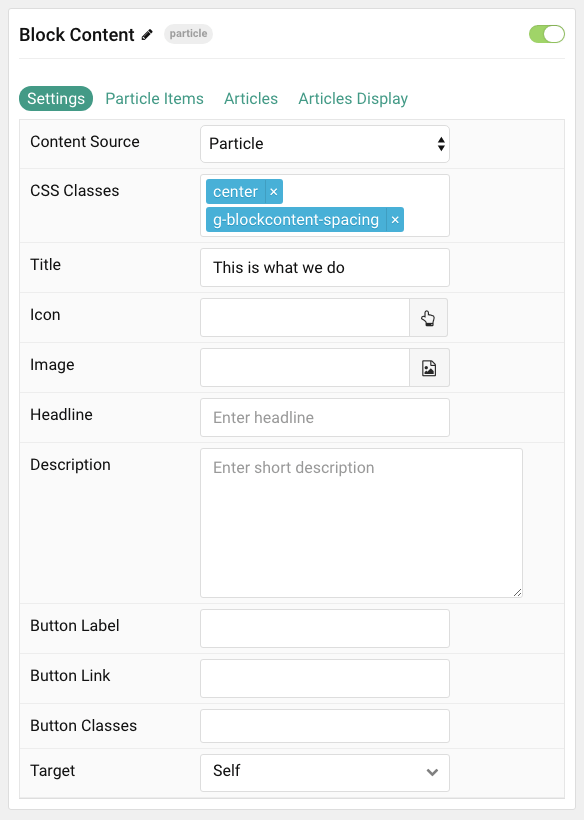 Block Content particle
Settings Particle Items Articles Articles Display
Content Source Particle
CSS Classes center ×
g-blockcontent-spacing ×
Title This is what we do
Icon
Image
Headline Enter headline
Description Enter short description
Button Label
Button Link
Button Classes
Target Self